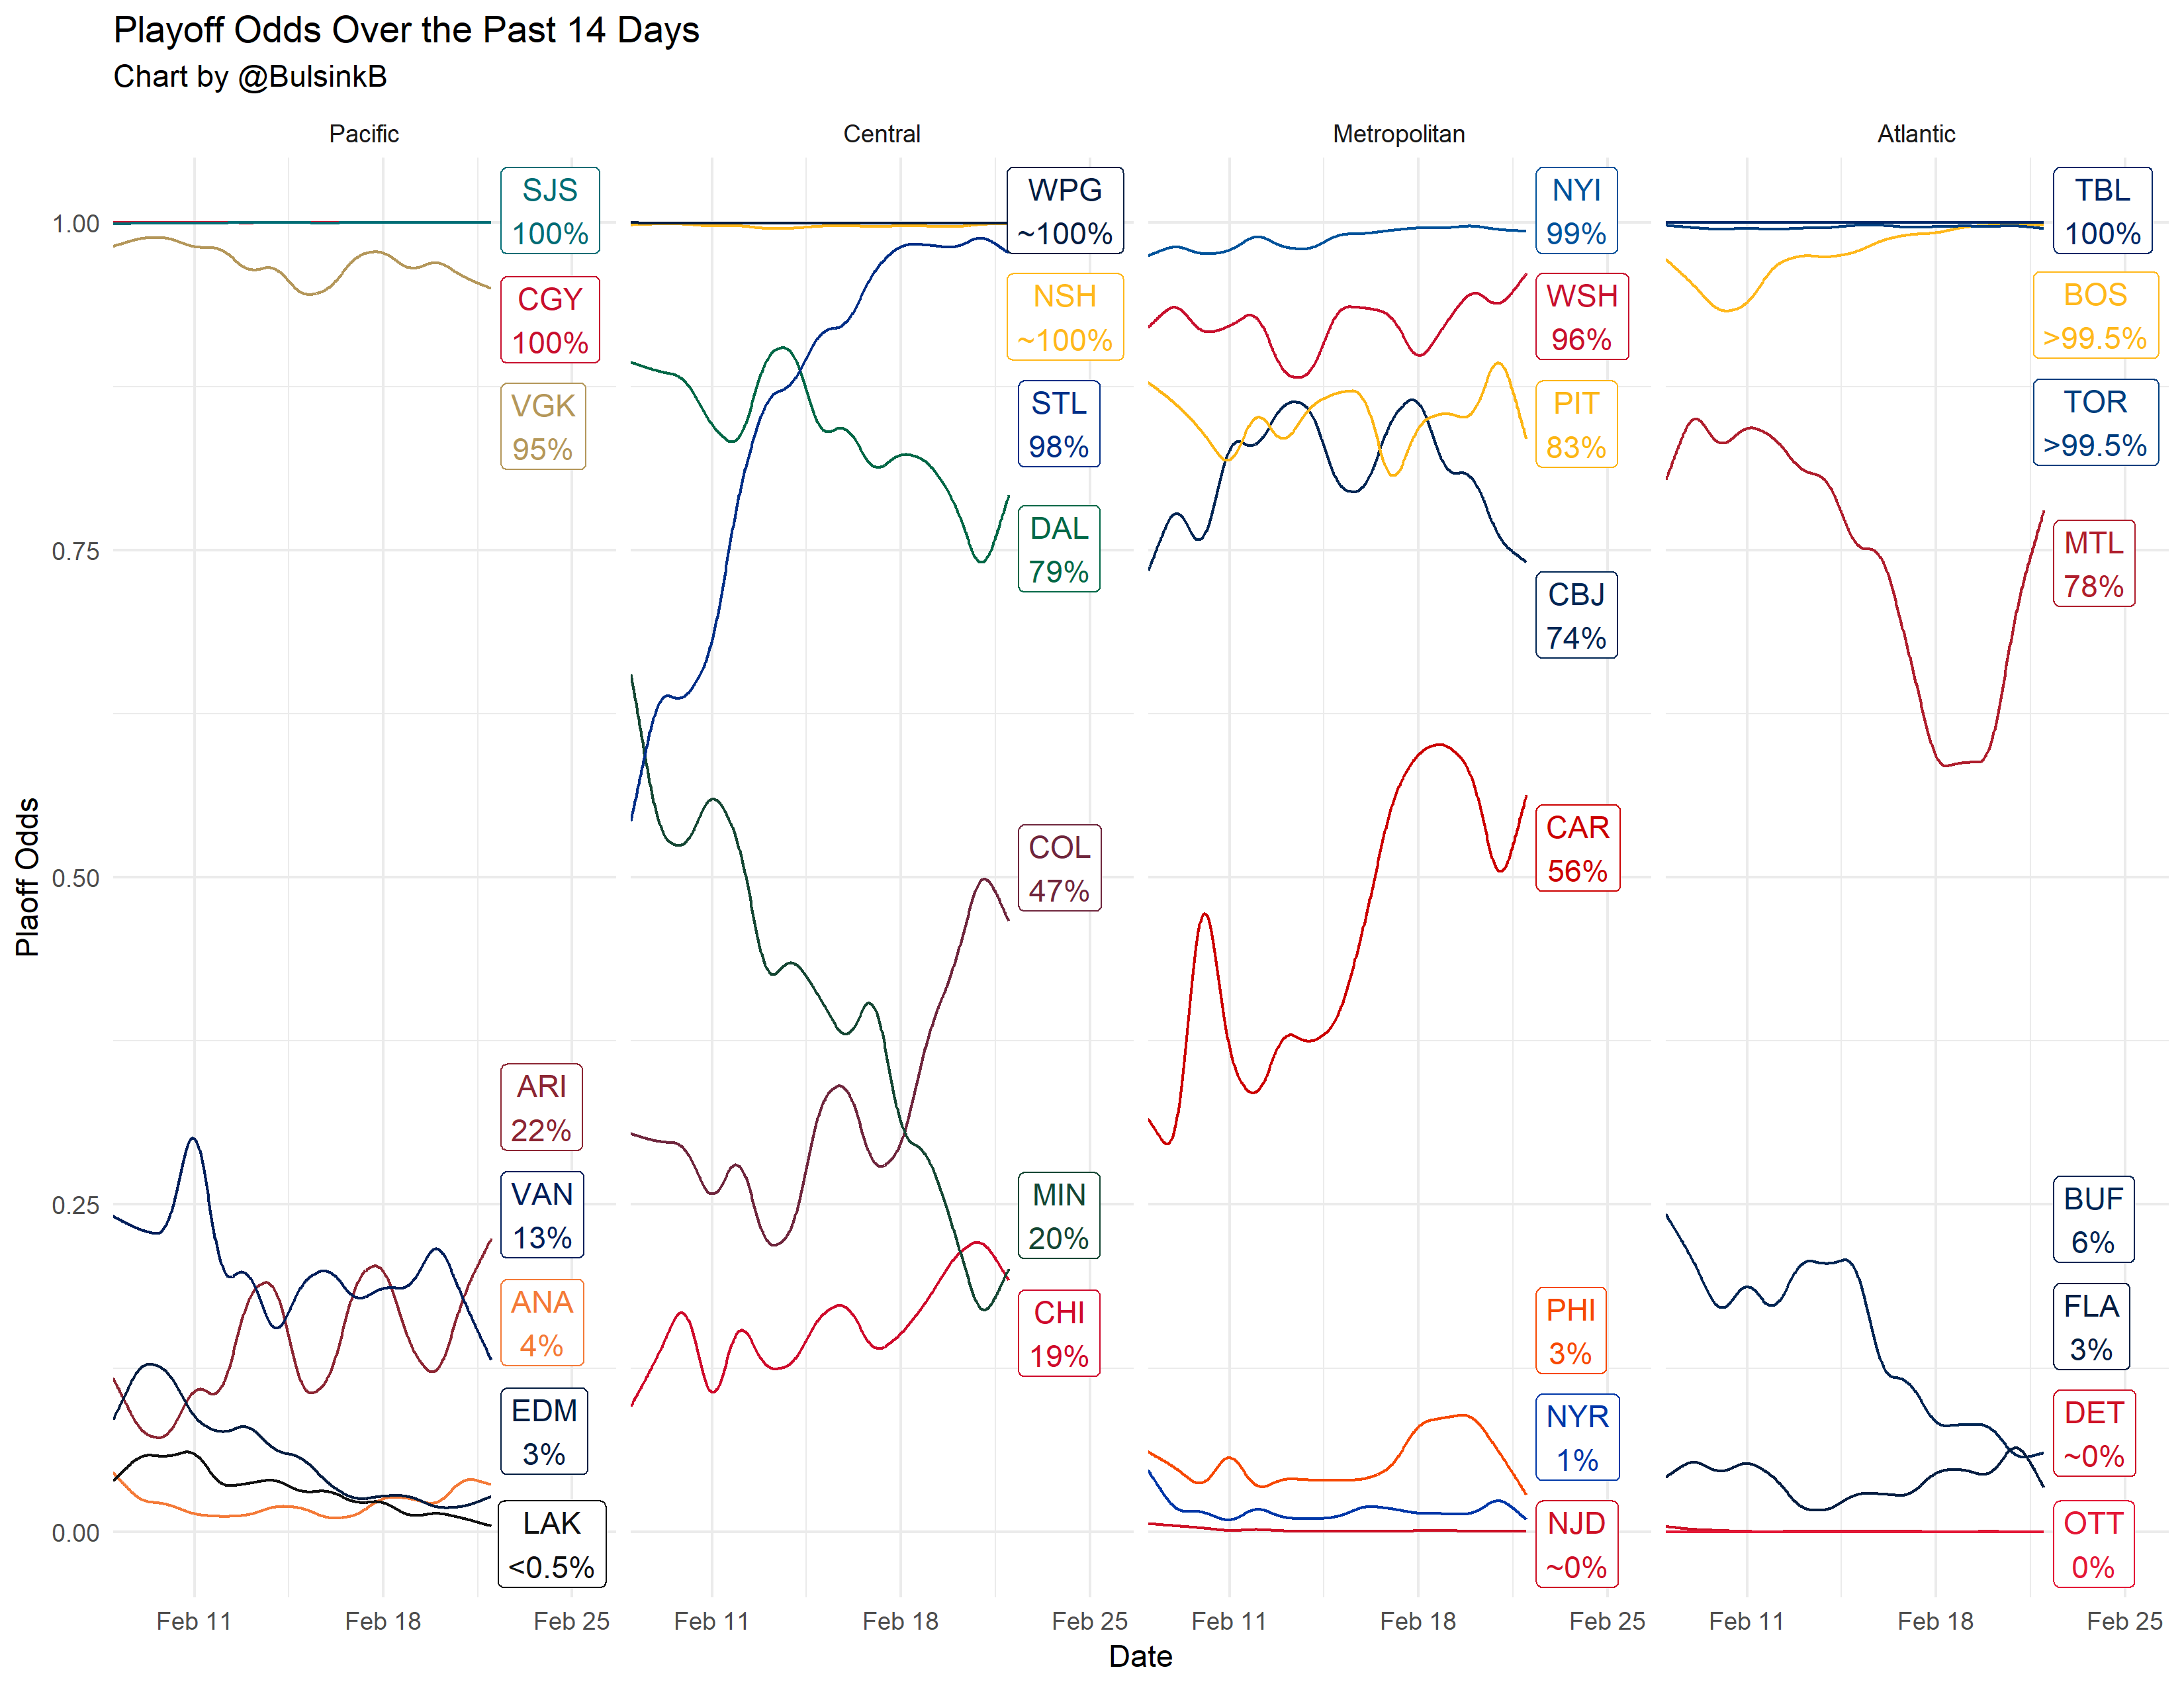 Playoff Odds Over the Past 14 Days
Chart by @BulsinkB
Pacific
Central
Metropolitan
Atlantic
Plaoff Odds
1.00
0.75
0.50
0.25
0.00
SJS
100%
CGY
100%
VGK
95%
ARI
22%
VAN
13%
ANA
4%
EDM
3%
LAK
<0.5%
WPG
~100%
NSH
~100%
STL
98%
DAL
79%
COL
47%
MIN
20%
CHI
19%
NYI
99%
WSH
96%
PIT
83%
CBJ
74%
CAR
56%
PHI
3%
NYR
1%
NJD
~0%
TBL
100%
BOS
>99.5%
TOR
>99.5%
MTL
78%
BUF
6%
FLA
3%
DET
~0%
OTT
0%
Feb 11 Feb 18 Feb 25
Feb 11 Feb 18 Feb 25
Feb 11 Feb 18 Feb 25
Feb 11 Feb 18 Feb 25
Date